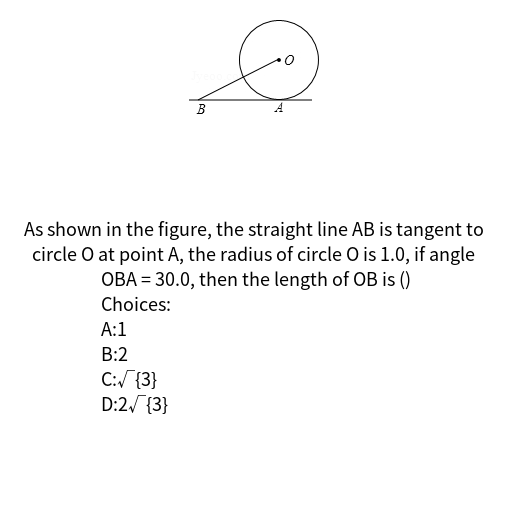 O
B
A
As shown in the figure, the straight line AB is tangent to
circle O at point A, the radius of circle O is 1.0, if angle
OBA = 30.0, then the length of OB is ()
Choices:
A:1
B:2
C:√{3}
D:2√{3}